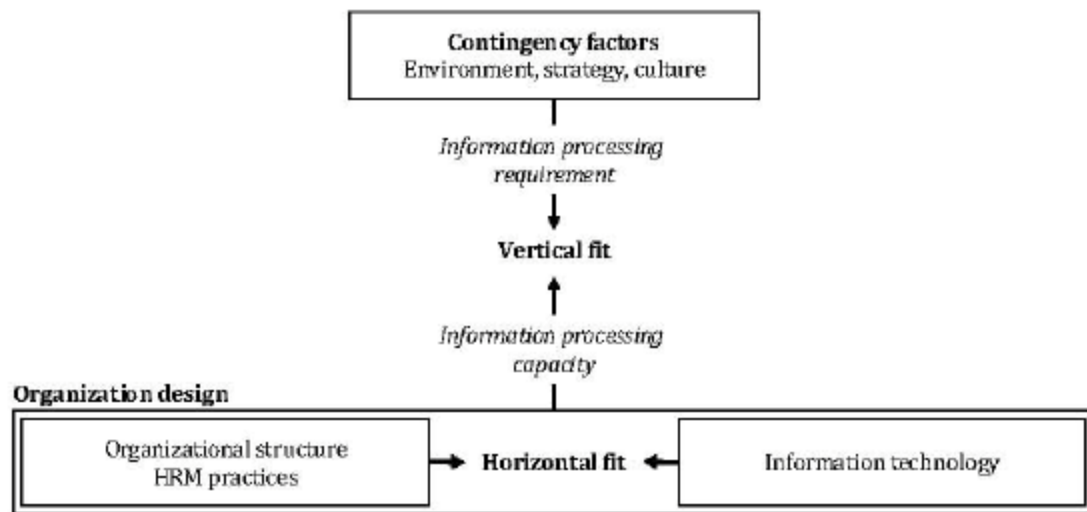 Contingency factors
Environment, strategy, culture
Information processing
requirement
Vertical fit
Information processing
capacity
Organization design
Organizational structure
HRM practices
Horizontal fit
Information technology